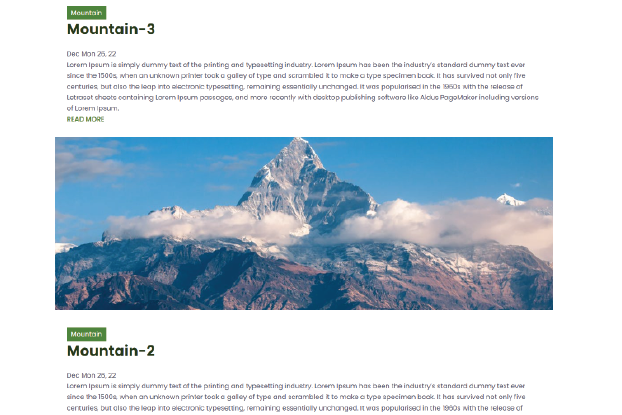 Mountain
Mountain-3
Dec Mon 26, 22
Lorem Ipsum is simply dummy text of the printing and typesetting industry. Lorem Ipsum has been the industry's standard dummy text ever
since the 1500s, when an unknown printer took a galley of type and scrambled it to make a type specimen book. It has survived not only five
centuries, but also the leap into electronic typesetting, remaining essentially unchanged. It was popularised in the 1960s with the release of
Letraset sheets containing Lorem Ipsum passages, and more recently with desktop publishing software like Aldus PageMaker including versions
of Lorem Ipsum.
READ MORE
Mountain
Mountain-2
Dec Mon 26, 22
Lorem Ipsum is simply dummy text of the printing and typesetting industry. Lorem Ipsum has been the industry's standard dummy text ever
since the 1500s, when an unknown printer took a galley of type and scrambled it to make a type specimen book. It has survived not only five
centuries, but also the leap into electronic typesetting, remaining essentially unchanged. It was popularised in the 1960s with the release of